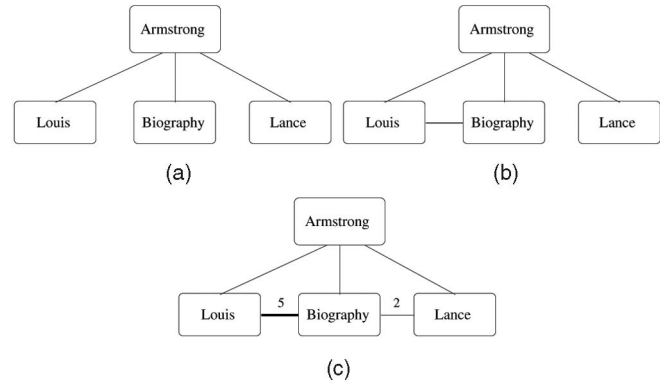 Armstrong
Louis
Biography
Lance
(a)
Armstrong
Louis
Biography
Lance
(b)
Armstrong
Louis
5
Biography
2
Lance
(c)